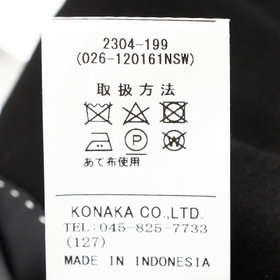 2304-199
(026-120161NSW)
取扱方法
P W
あて布使用
KONAKA CO.,LTD.
TEL:045-825-7733
(127)
MADE IN INDONESIA